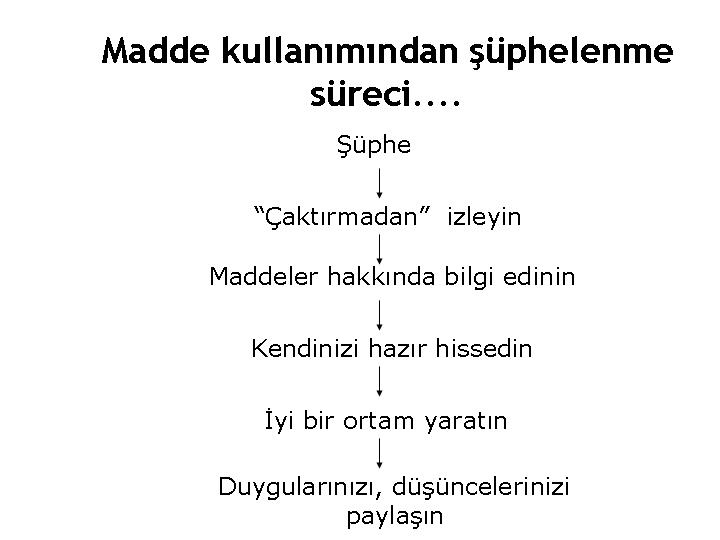 Madde kullanımından şüphelenme
süreci....
Şüphe
“Çaktırmadan” izleyin
Maddeler hakkında bilgi edinin
Kendinizi hazır hissedin
İyi bir ortam yaratın
Duygularınızı, düşüncelerinizi
paylaşın